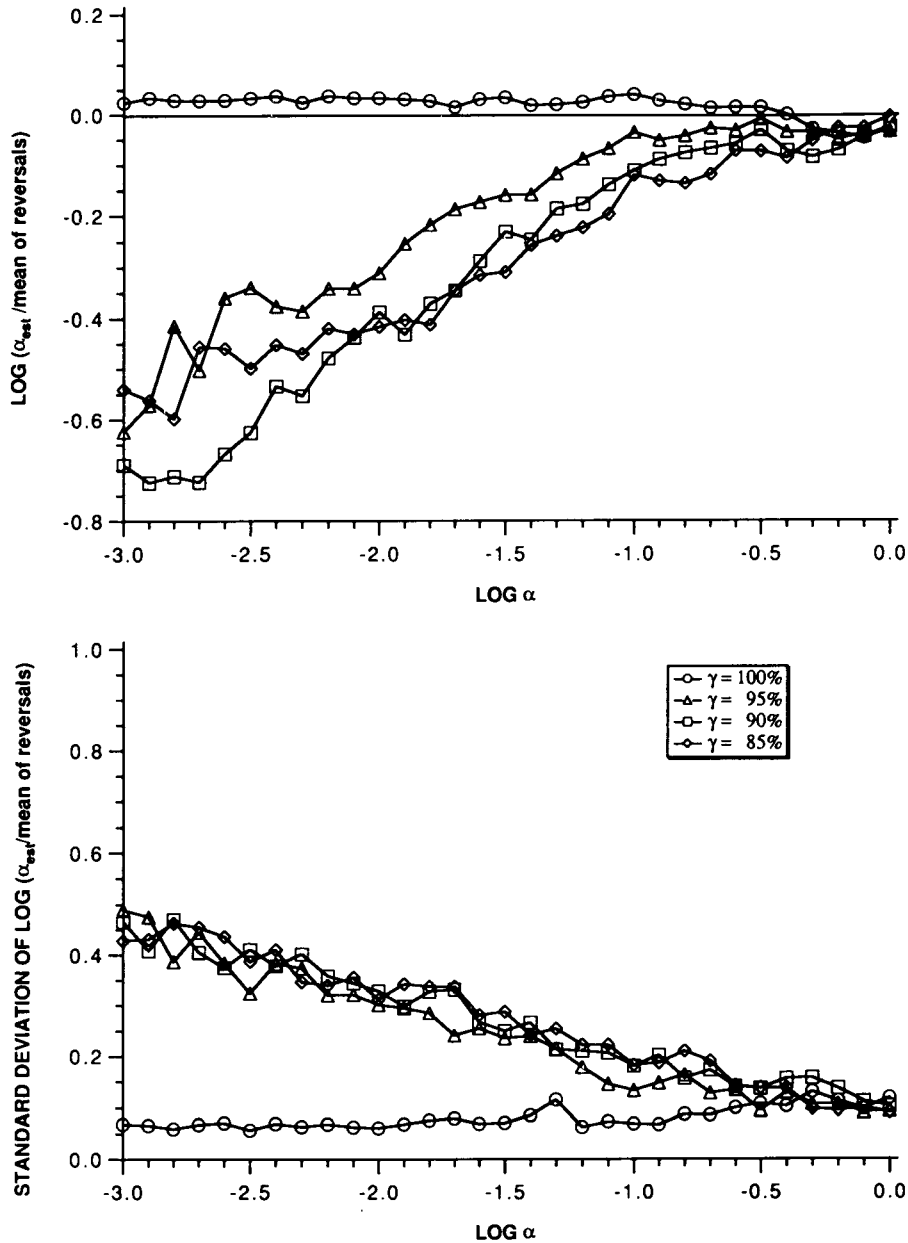 0.2
0.0
-0.2
-0.4
-0.6
-0.8
LOG (αest /mean of reversals)
-3.0 -2.5 -2.0 -1.5 -1.0 -0.5 0.0
LOG α
1.0
0.8
0.6
0.4
0.2
0.0
STANDARD DEVIATION OF LOG (αest/mean of reversals)
γ = 100%
γ = 95%
γ = 90%
γ = 85%
-3.0 -2.5 -2.0 -1.5 -1.0 -0.5 0.0
LOG α